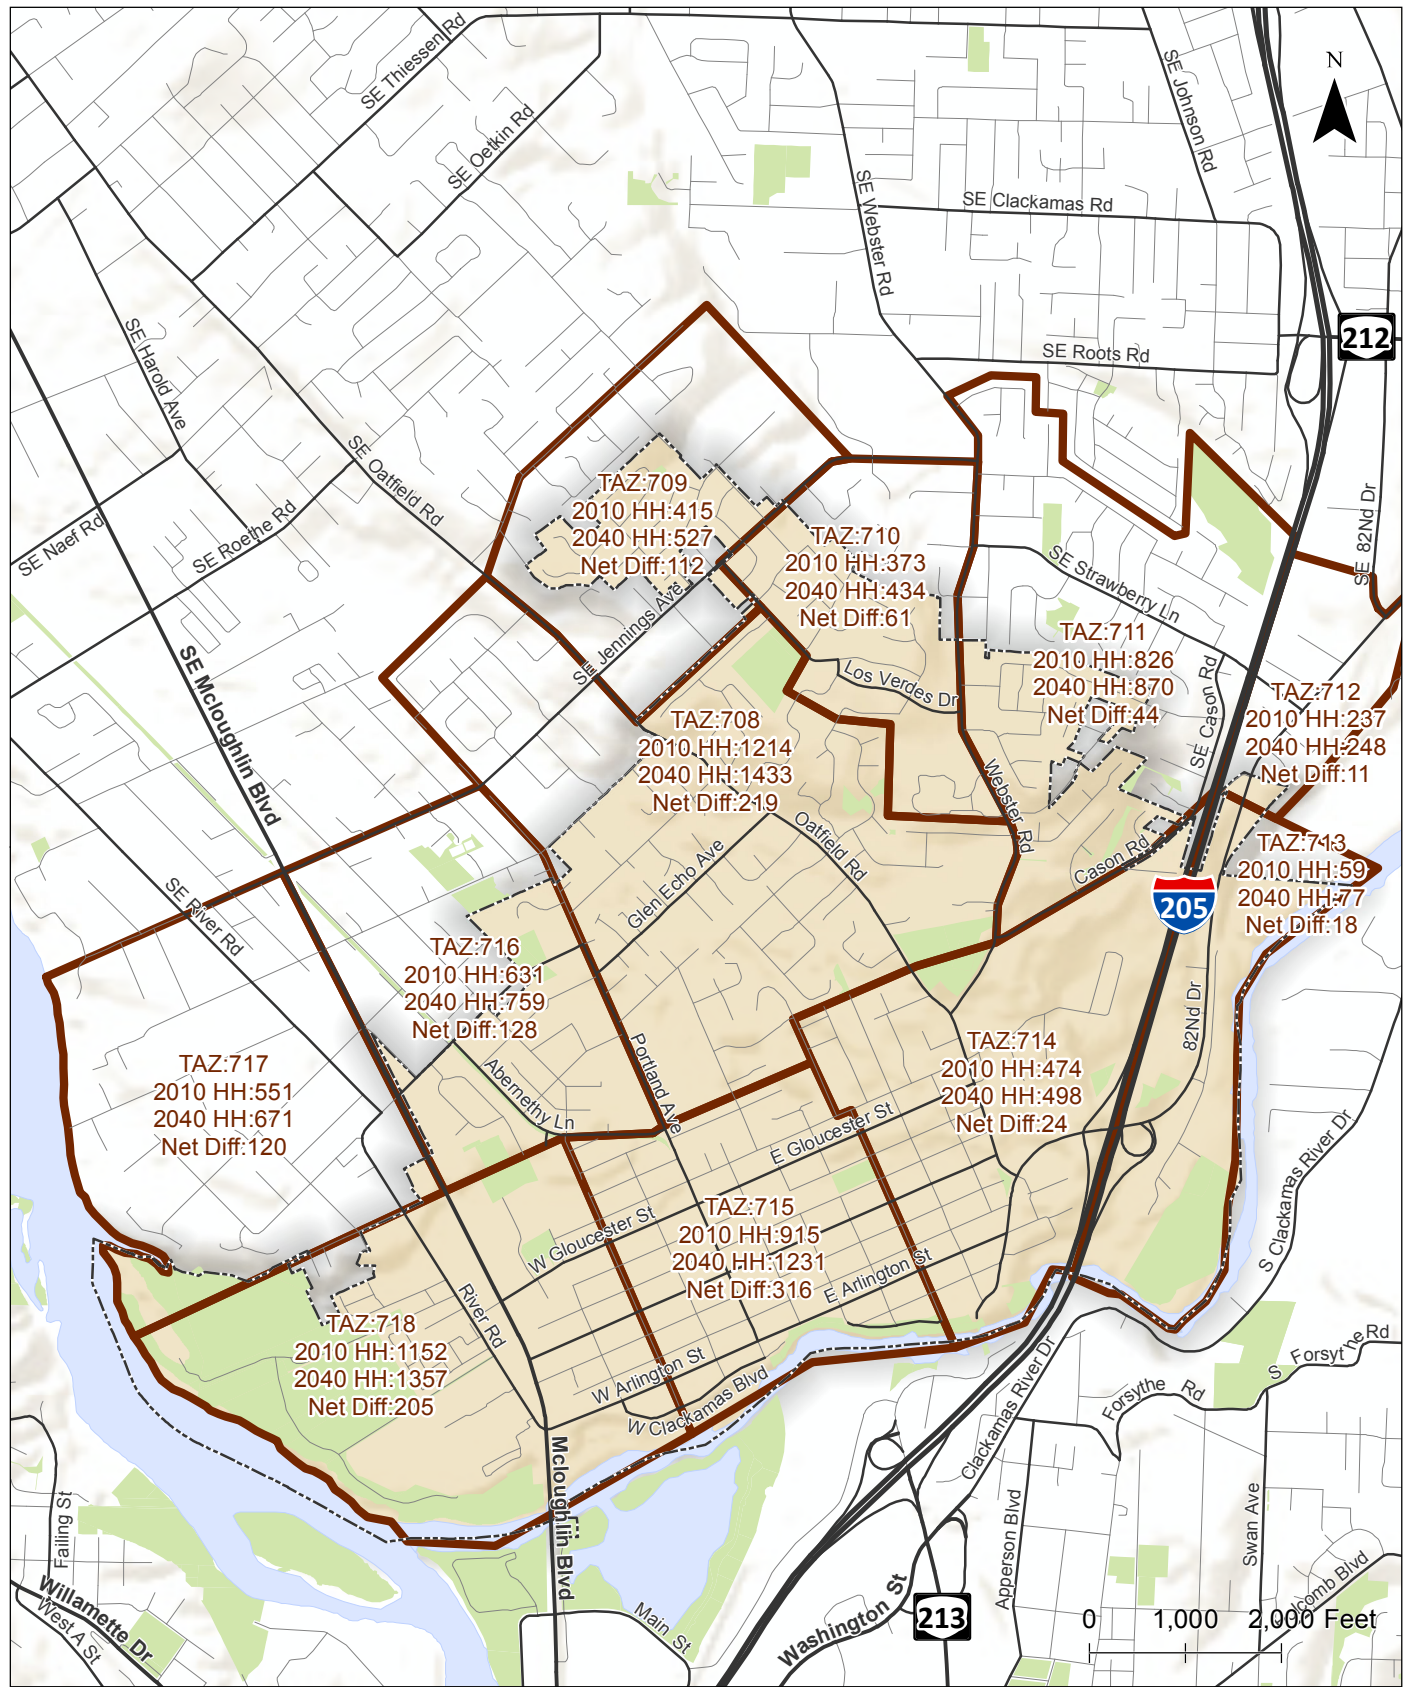 SE Thiessen Rd
SE Oetkin Rd
SE Johnson Rd
N
SE Webster Rd
SE Clackamas Rd
212
SE Roots Rd
SE Harold Ave
SE Oatfield Rd
SE Naef Rd
SE Roethe Rd
SE 82Nd Dr
TAZ:709
2010 HH:415
2040 HH:527
Net Diff:112
TAZ:710
2010 HH:373
2040 HH:434
Net Diff:61
SE Strawberry Ln
SE Jennings Ave
TAZ:711
2010 HH:826
2040 HH:870
Net Diff:44
SE Mcloughlin Blvd
Los Verdes Dr
SE Cason Rd
TAZ:712
2010 HH:237
2040 HH:248
Net Diff:11
TAZ:708
2010 HH:1214
2040 HH:1433
Net Diff:219
Webster Rd
Oatfield Rd
Glen Echo Ave
Cason Rd
TAZ:713
2010 HH:59
2040 HH:77
Net Diff:18
205
SE River Rd
TAZ:716
2010 HH:631
2040 HH:759
Net Diff:128
82Nd Dr
TAZ:717
2010 HH:551
2040 HH:671
Net Diff:120
Abernethy Ln
Portland Ave
TAZ:714
2010 HH:474
2040 HH:498
Net Diff:24
E Gloucester St
S Clackamas River Dr
W Gloucester St
TAZ:715
2010 HH:915
2040 HH:1231
Net Diff:316
E Arlington St
River Rd
TAZ:718
2010 HH:1152
2040 HH:1357
Net Diff:205
W Arlington St
W Clackamas Blvd
Clackamas River Dr
S Forsythe Rd
Forsythe Rd
Mcloughlin Blvd
Failing St
Willamette Dr
West A St
Main St
Washington St
213
Apperson Blvd
Swan Ave
Blvd
0 1,000 2,000 Feet